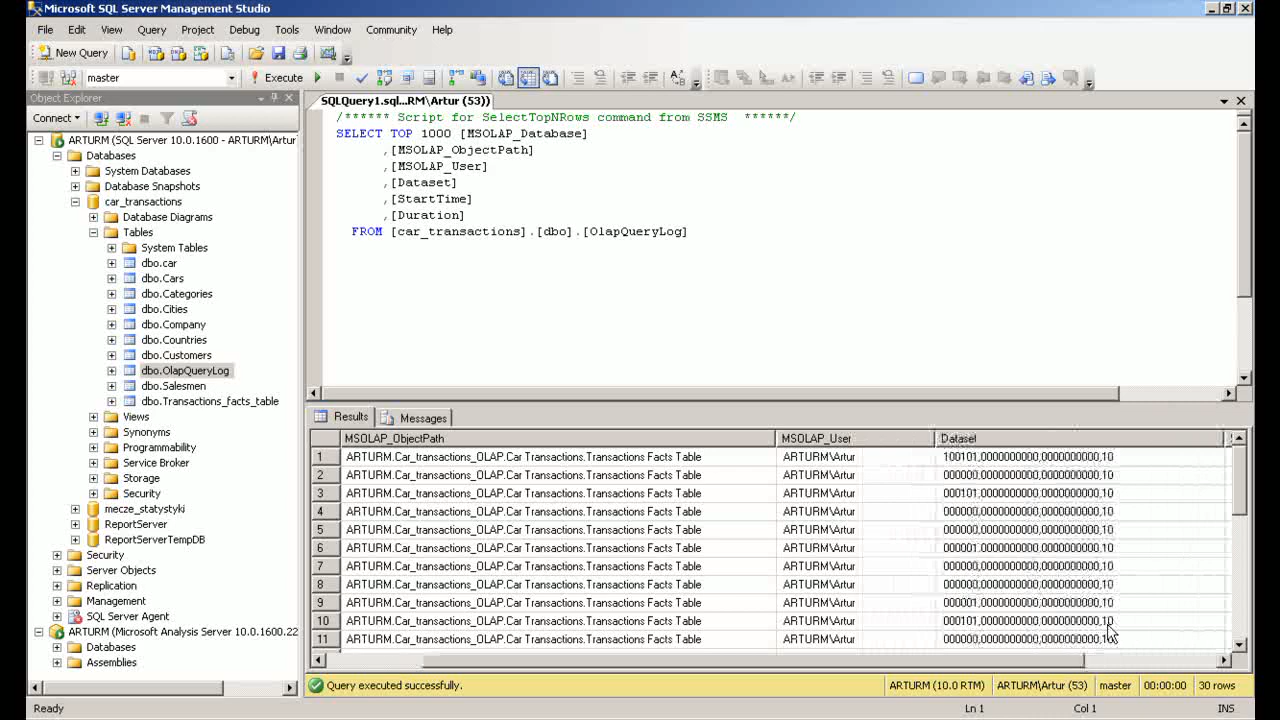 Microsoft SQL Server Management Studio
File Edit View Query Project Debug Tools Window Community Help
New Query
master Execute
Object Explorer
SQLQuery1.sql...RM\Artur (53))
Connect
ARTURM (SQL Server 10.0.1600 - ARTURM\Artur
Databases
System Databases
Database Snapshots
car_transactions
Database Diagrams
Tables
System Tables
dbo.car
dbo.Cars
dbo.Categories
dbo.Cities
dbo.Company
dbo.Countries
dbo.Customers
dbo.OlapQueryLog
dbo.Salesmen
dbo.Transactions_facts_table
Views
Synonyms
Programmability
Service Broker
Storage
Security
mecze_statystyki
ReportServer
ReportServerTempDB
Security
Server Objects
Replication
Management
SQL Server Agent
ARTURM (Microsoft Analysis Server 10.0.1600.22
Databases
Assemblies
/****** Script for SelectTopNRows command from SSMS ******/
SELECT TOP 1000 [MSOLAP_Database]
,[MSOLAP_ObjectPath]
,[MSOLAP_User]
,[Dataset]
,[StartTime]
,[Duration]
FROM [car_transactions].[dbo].[OlapQueryLog]
Results Messages
MSOLAP_ObjectPath MSOLAP_User Dataset
1 ARTURM.Car_transactions_OLAP.Car Transactions.Transactions Facts Table ARTURM\Artur 100101,0000000000,0000000000,10
2 ARTURM.Car_transactions_OLAP.Car Transactions.Transactions Facts Table ARTURM\Artur 000000,0000000000,0000000000,10
3 ARTURM.Car_transactions_OLAP.Car Transactions.Transactions Facts Table ARTURM\Artur 000101,0000000000,0000000000,10
4 ARTURM.Car_transactions_OLAP.Car Transactions.Transactions Facts Table ARTURM\Artur 000000,0000000000,0000000000,10
5 ARTURM.Car_transactions_OLAP.Car Transactions.Transactions Facts Table ARTURM\Artur 000000,0000000000,0000000000,10
6 ARTURM.Car_transactions_OLAP.Car Transactions.Transactions Facts Table ARTURM\Artur 000001,0000000000,0000000000,10
7 ARTURM.Car_transactions_OLAP.Car Transactions.Transactions Facts Table ARTURM\Artur 000000,0000000000,0000000000,10
8 ARTURM.Car_transactions_OLAP.Car Transactions.Transactions Facts Table ARTURM\Artur 000000,0000000000,0000000000,10
9 ARTURM.Car_transactions_OLAP.Car Transactions.Transactions Facts Table ARTURM\Artur 000001,0000000000,0000000000,10
10 ARTURM.Car_transactions_OLAP.Car Transactions.Transactions Facts Table ARTURM\Artur 000101,0000000000,0000000000,10
11 ARTURM.Car_transactions_OLAP.Car Transactions.Transactions Facts Table ARTURM\Artur 000000,0000000000,0000000000,10
Query executed successfully. ARTURM (10.0 RTM) ARTURM\Artur (53) master 00:00:00 30 rows
Ready Ln 1 Col 1 INS